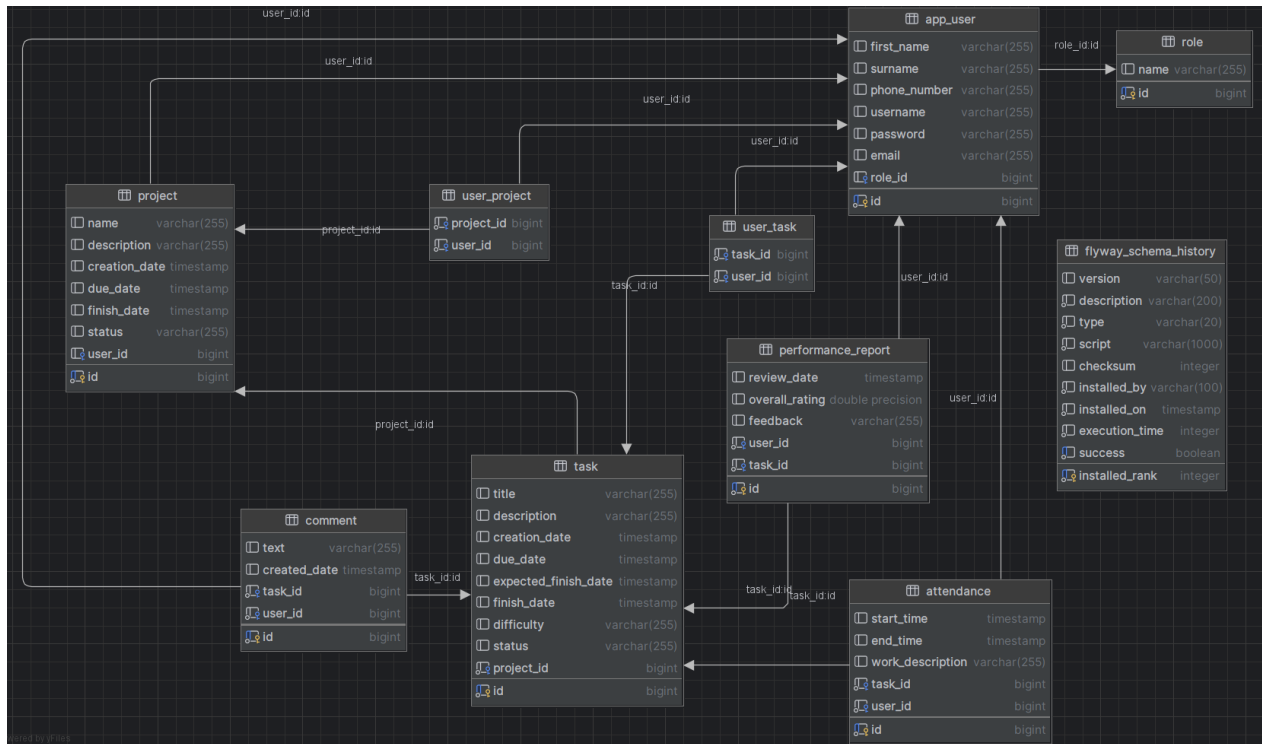 user_id:id
app_user
first_name varchar(255)
surname varchar(255)
phone_number varchar(255)
username varchar(255)
password varchar(255)
email varchar(255)
role_id bigint
id bigint
role_id:id
role
name varchar(255)
id bigint
user_id:id
user_id:id
user_id:id
project
name varchar(255)
description varchar(255)
creation_date timestamp
due_date timestamp
finish_date timestamp
status varchar(255)
user_id bigint
id bigint
project_id:id
user_project
project_id bigint
user_id bigint
user_task
task_id bigint
user_id bigint
task_id:id
user_id:id
flyway_schema_history
version varchar(50)
description varchar(200)
type varchar(20)
script varchar(1000)
checksum integer
installed_by varchar(100)
installed_on timestamp
execution_time integer
success boolean
installed_rank integer
performance_report
review_date timestamp
overall_rating double precision
feedback varchar(255)
user_id bigint
task_id bigint
id bigint
user_id:id
project_id:id
task
title varchar(255)
description varchar(255)
creation_date timestamp
due_date timestamp
expected_finish_date timestamp
finish_date timestamp
difficulty varchar(255)
status varchar(255)
project_id bigint
id bigint
comment
text varchar(255)
created_date timestamp
task_id bigint
user_id bigint
id bigint
task_id:id
task_id:id
task_id:id
attendance
start_time timestamp
end_time timestamp
work_description varchar(255)
task_id bigint
user_id bigint
id bigint
wered by yFiles